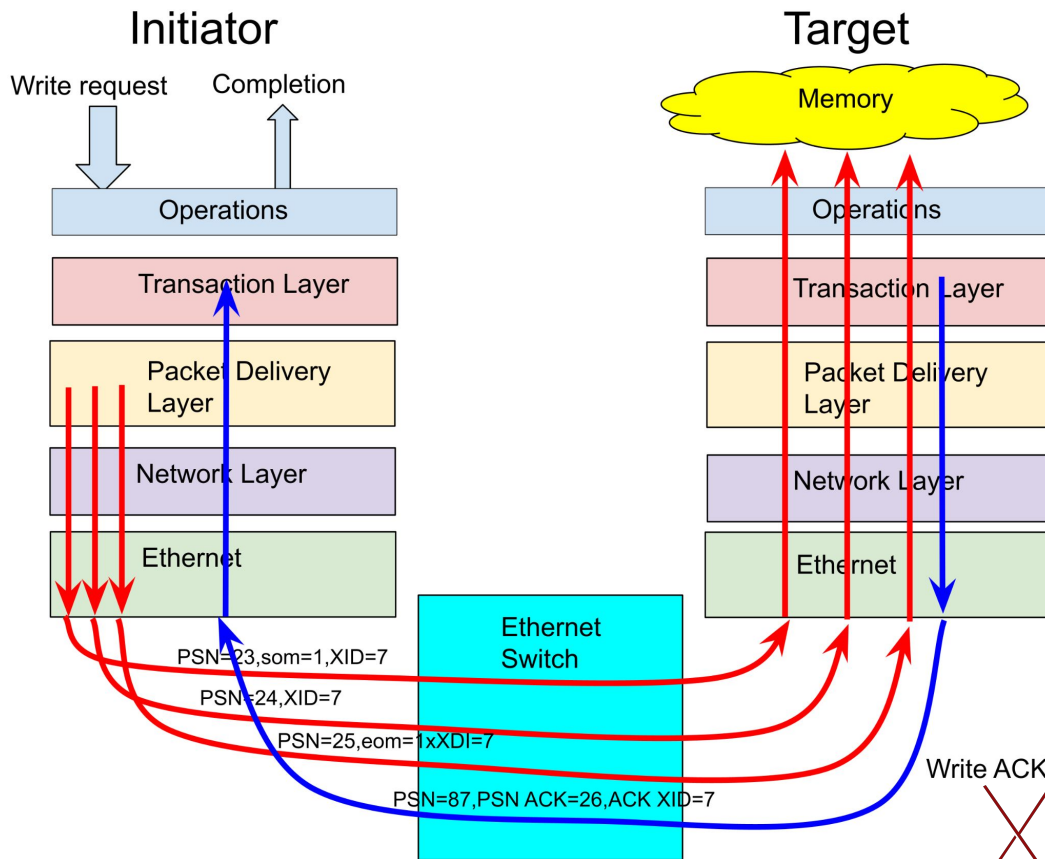 Initiator
Target
Write request
Completion
Memory
Operations
Operations
Transaction Layer
Transaction Layer
Packet Delivery
Layer
Packet Delivery
Layer
Network Layer
Network Layer
Ethernet
Ethernet
Ethernet
Switch
PSN=23,som=1,XID=7
PSN=24,XID=7
PSN=25,eom=1xXDI=7
Write ACK
PSN=87,PSN ACK=26,ACK XID=7